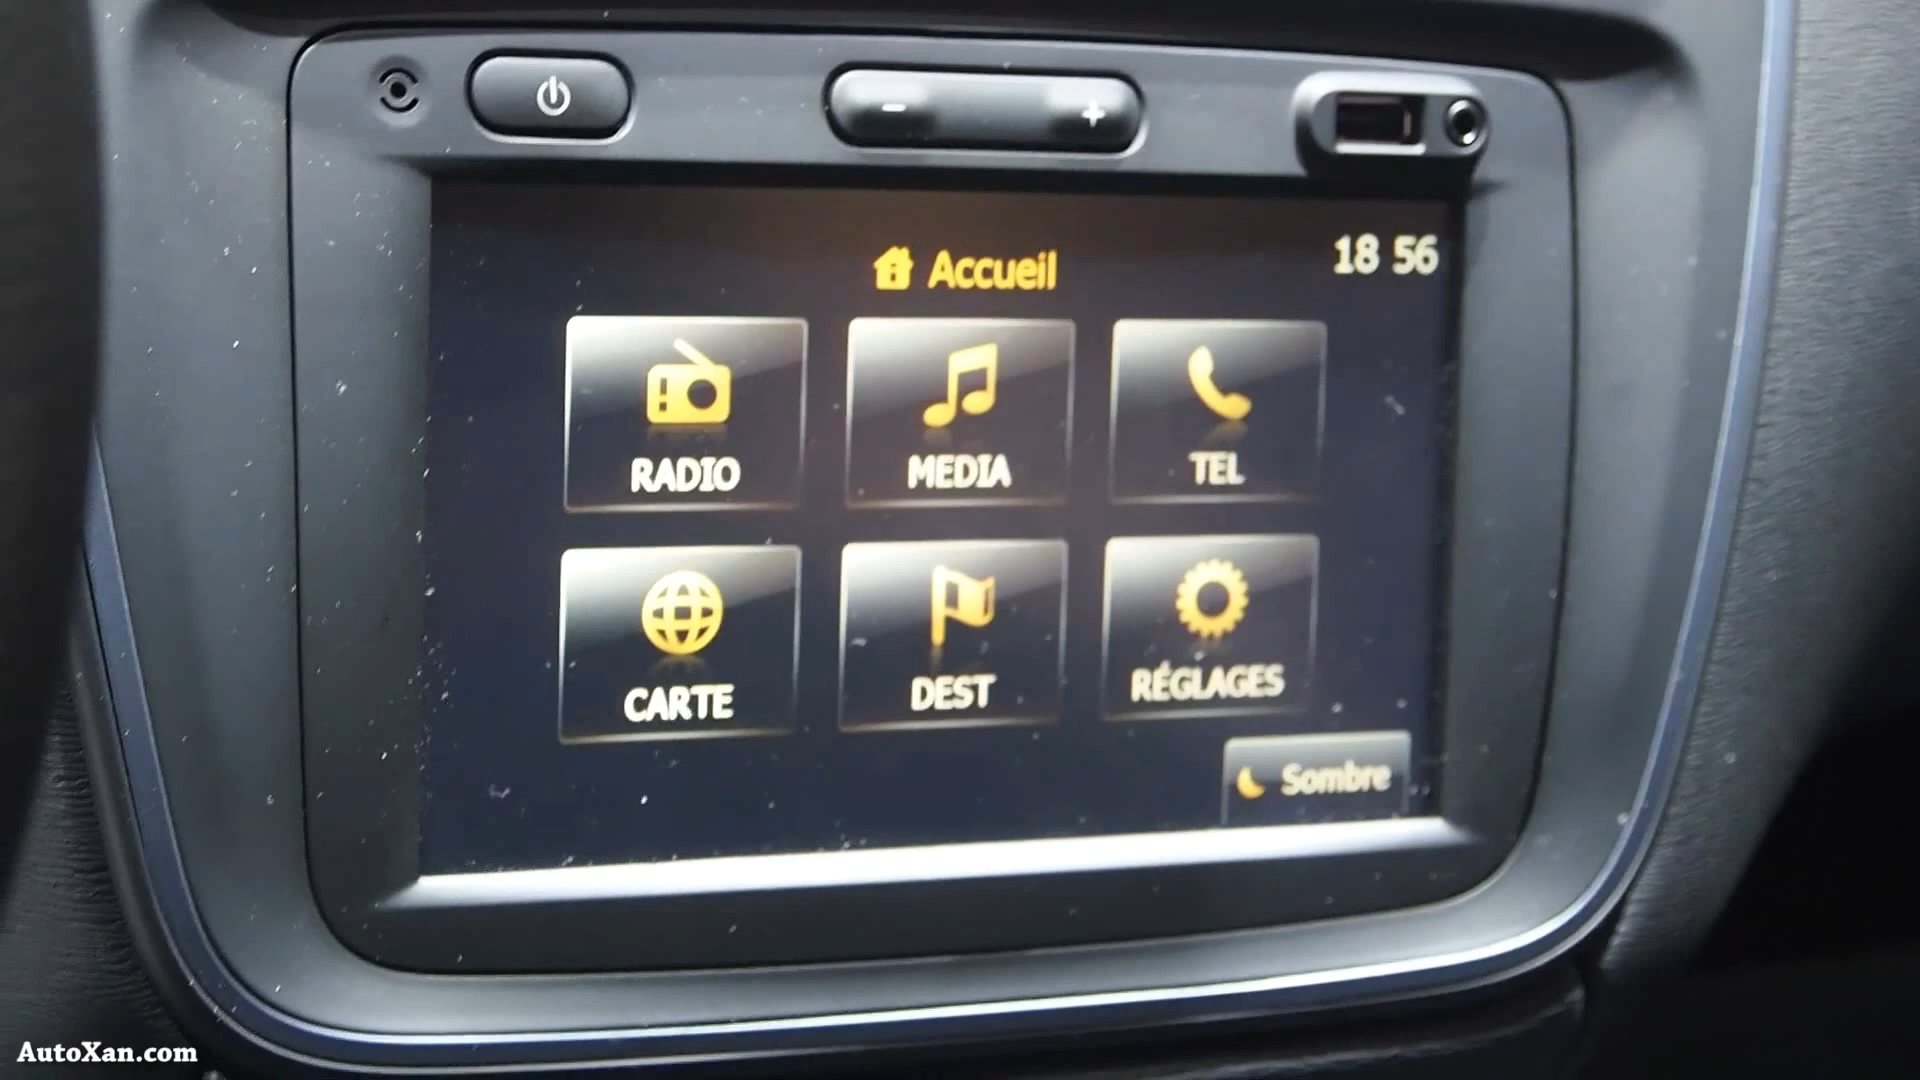 Accueil
18 56
RADIO
MEDIA
TEL
CARTE
DEST
RÉGLAGES
Sombre
AutoXan.com